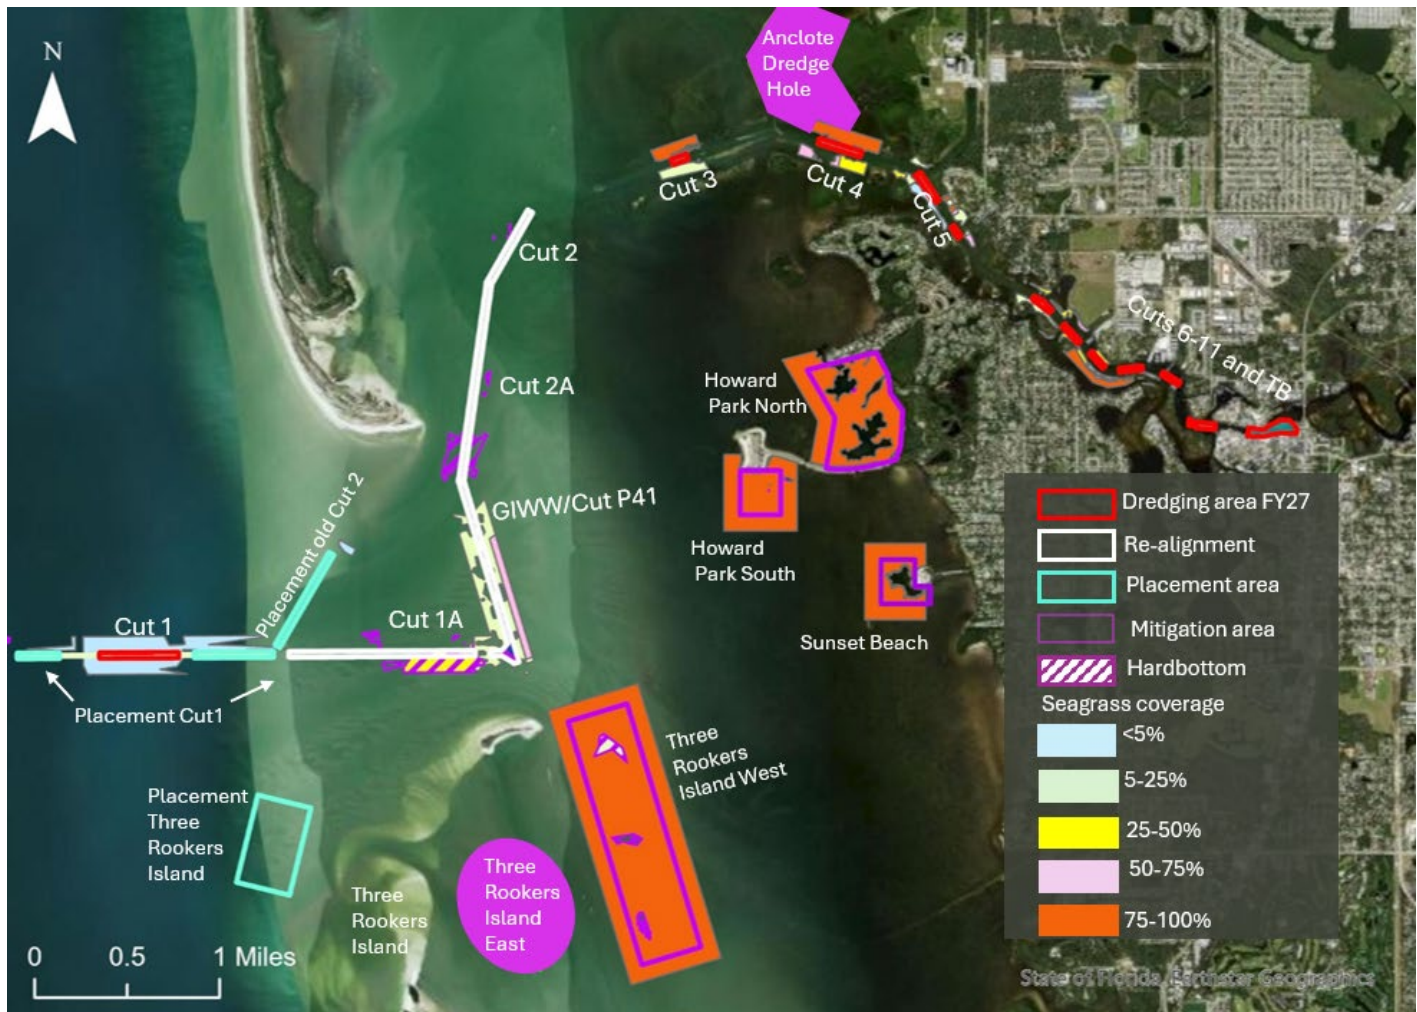 N
Anclote
Dredge
Hole
Cut 3
Cut 4
Cut 5
Cut 2
Cuts 6-11 and TB
Cut 2A
Howard
Park North
GIWW/Cut P41
Placement old Cut 2
Howard
Park South
Cut 1A
Cut 1
Sunset Beach
Placement Cut1
Three
Rookers
Island West
Placement
Three
Rookers
Island
Three
Rookers
Island
Three
Rookers
Island
East
0 0.5 1 Miles
Dredging area FY27
Re-alignment
Placement area
Mitigation area
Hardbottom
Seagrass coverage
<5%
5-25%
25-50%
50-75%
75-100%
State of Florida, Earthstar Geographics